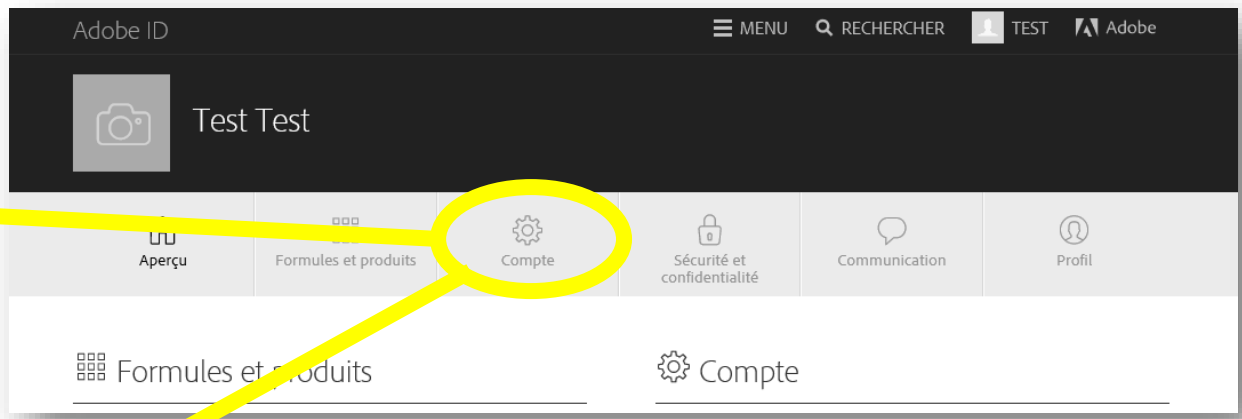 Adobe ID MENU RECHERCHER TEST Adobe
Test Test
Aperçu Formules et produits Compte Sécurité et confidentialité Communication Profil
Formules et produits Compte